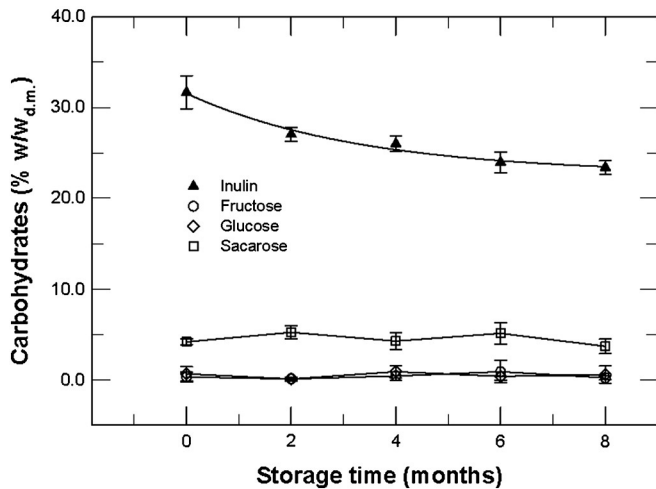 40.0
30.0
20.0
10.0
0.0
Carbohydrates (% w/w d.m.)
Inulin
Fructose
Glucose
Sacarose
0 2 4 6 8
Storage time (months)